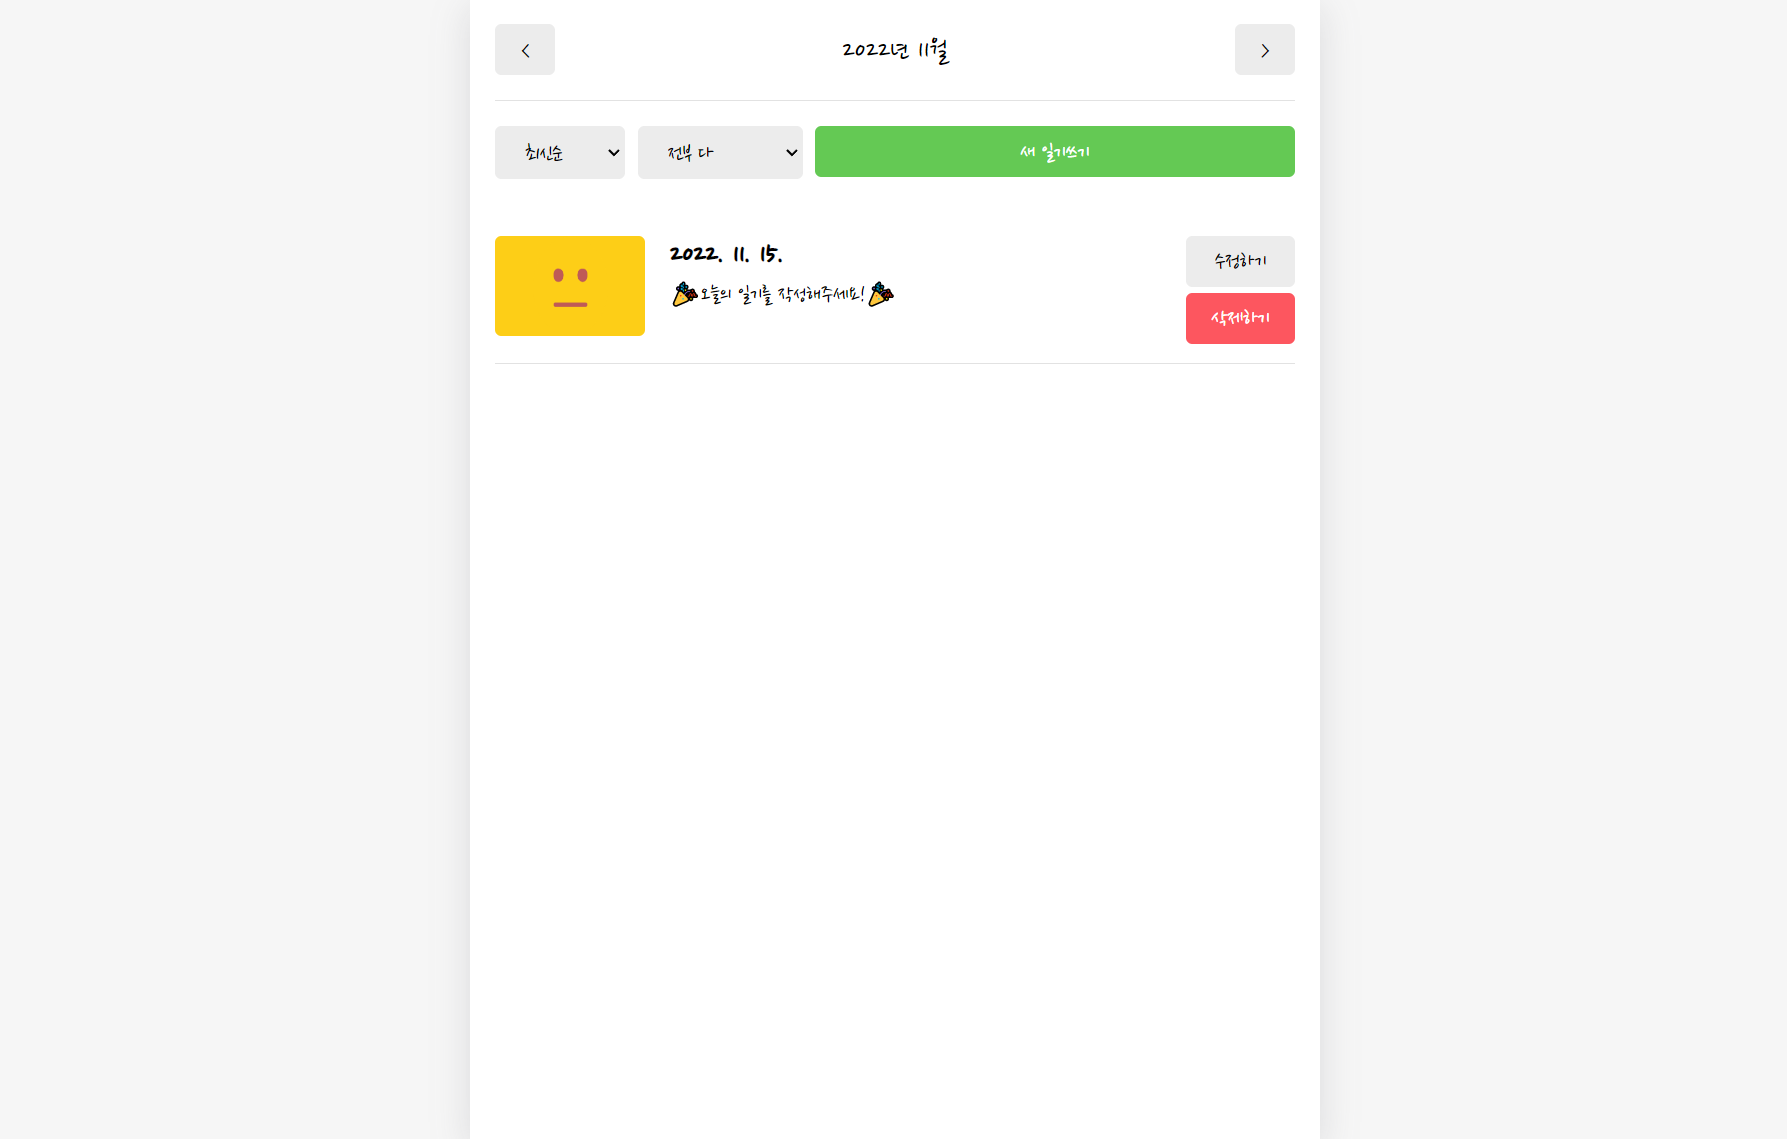 < 2022년 11월 >
최신순 전부 다 새 일기쓰기
2022. 11. 15.
🎉오늘의 일기를 작성해주세요!🎉
수정하기
삭제하기